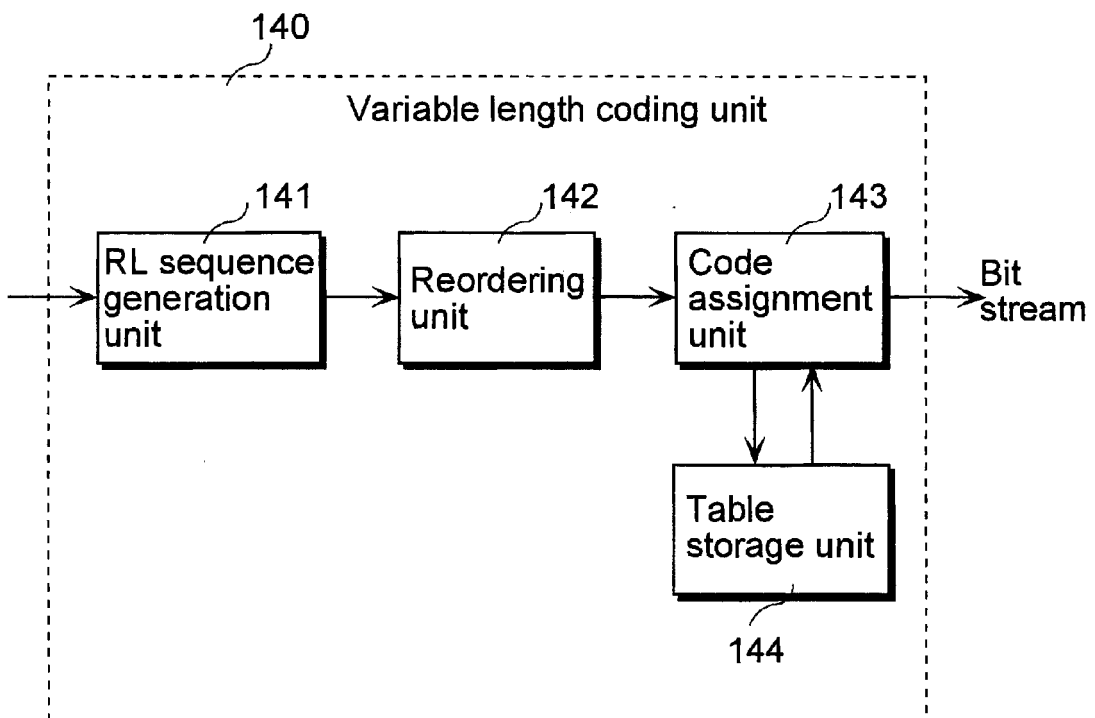 140
Variable length coding unit
141
142
143
RL sequence
generation
unit
Reordering
unit
Code
assignment
unit
Bit
stream
Table
storage unit
144